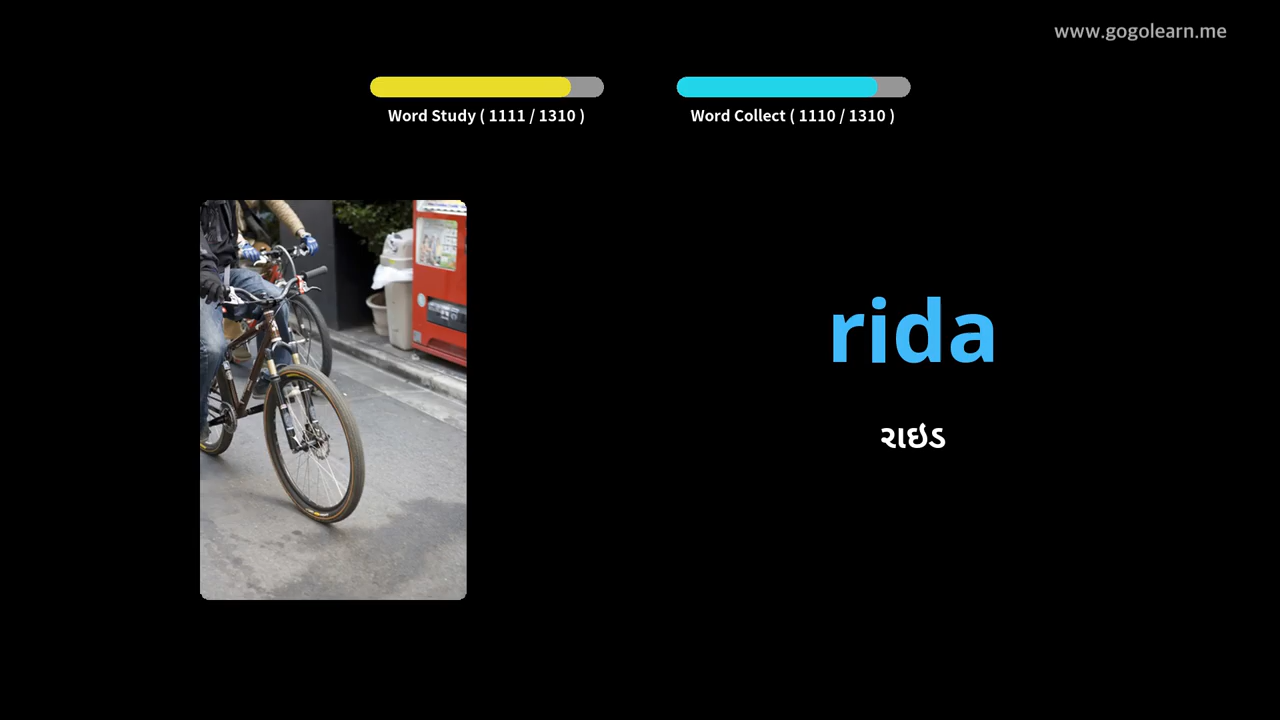 www.gogolearn.me
Word Study ( 1111 / 1310 )
Word Collect ( 1110 / 1310 )
rida
રાઇડ